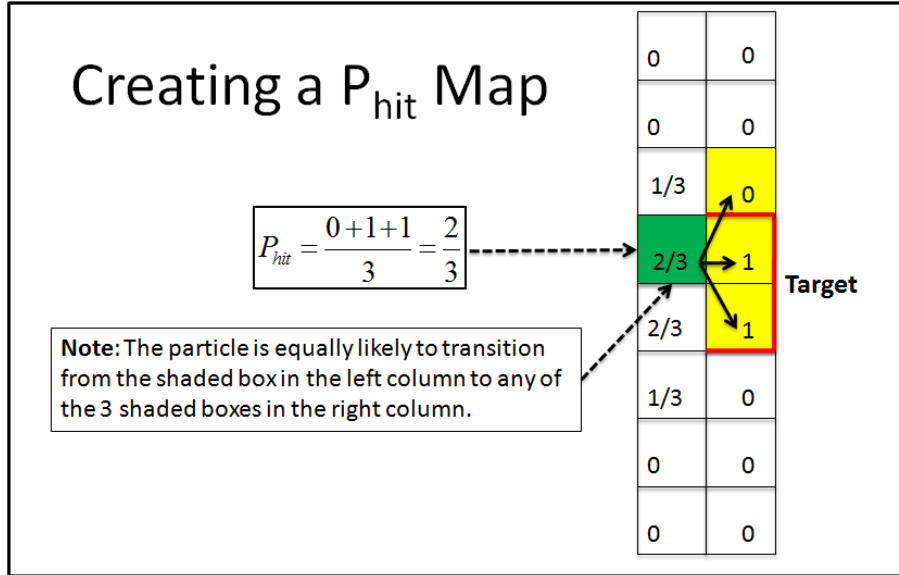 Creating a P_hit Map
P_hit = (0+1+1)/3 = 2/3
Note: The particle is equally likely to transition
from the shaded box in the left column to any of
the 3 shaded boxes in the right column.
0 0
0 0
1/3 0
2/3 1
2/3 1
1/3 0
0 0
0 0
Target